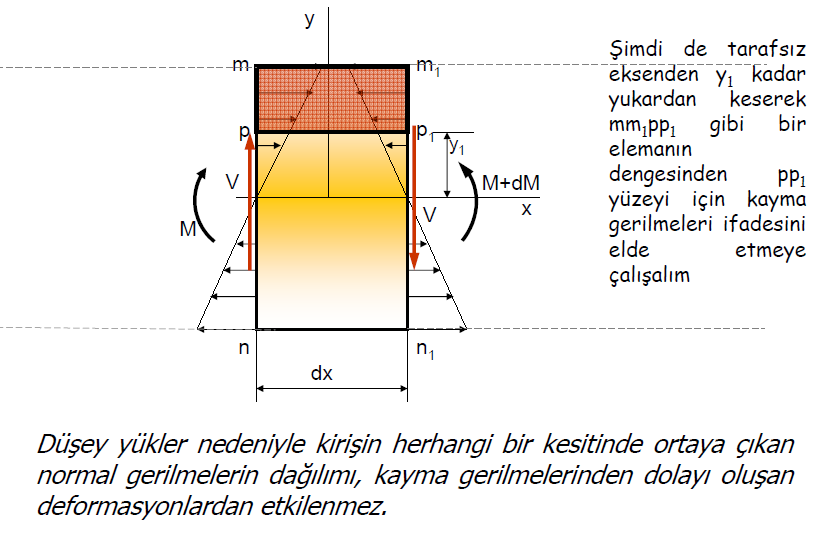 y
m
m1
p
p1
y1
V
M+dM
x
V
M
n
n1
dx
Şimdi de tarafsız
eksenden y1 kadar
yukardan keserek
mm1pp1 gibi bir
elemanın
dengesinden pp1
yüzeyi için kayma
gerilmeleri ifadesini
elde etmeye
çalışalım
Düşey yükler nedeniyle kirişin herhangi bir kesitinde ortaya çıkan
normal gerilmelerin dağılımı, kayma gerilmelerinden dolayı oluşan
deformasyonlardan etkilenmez.